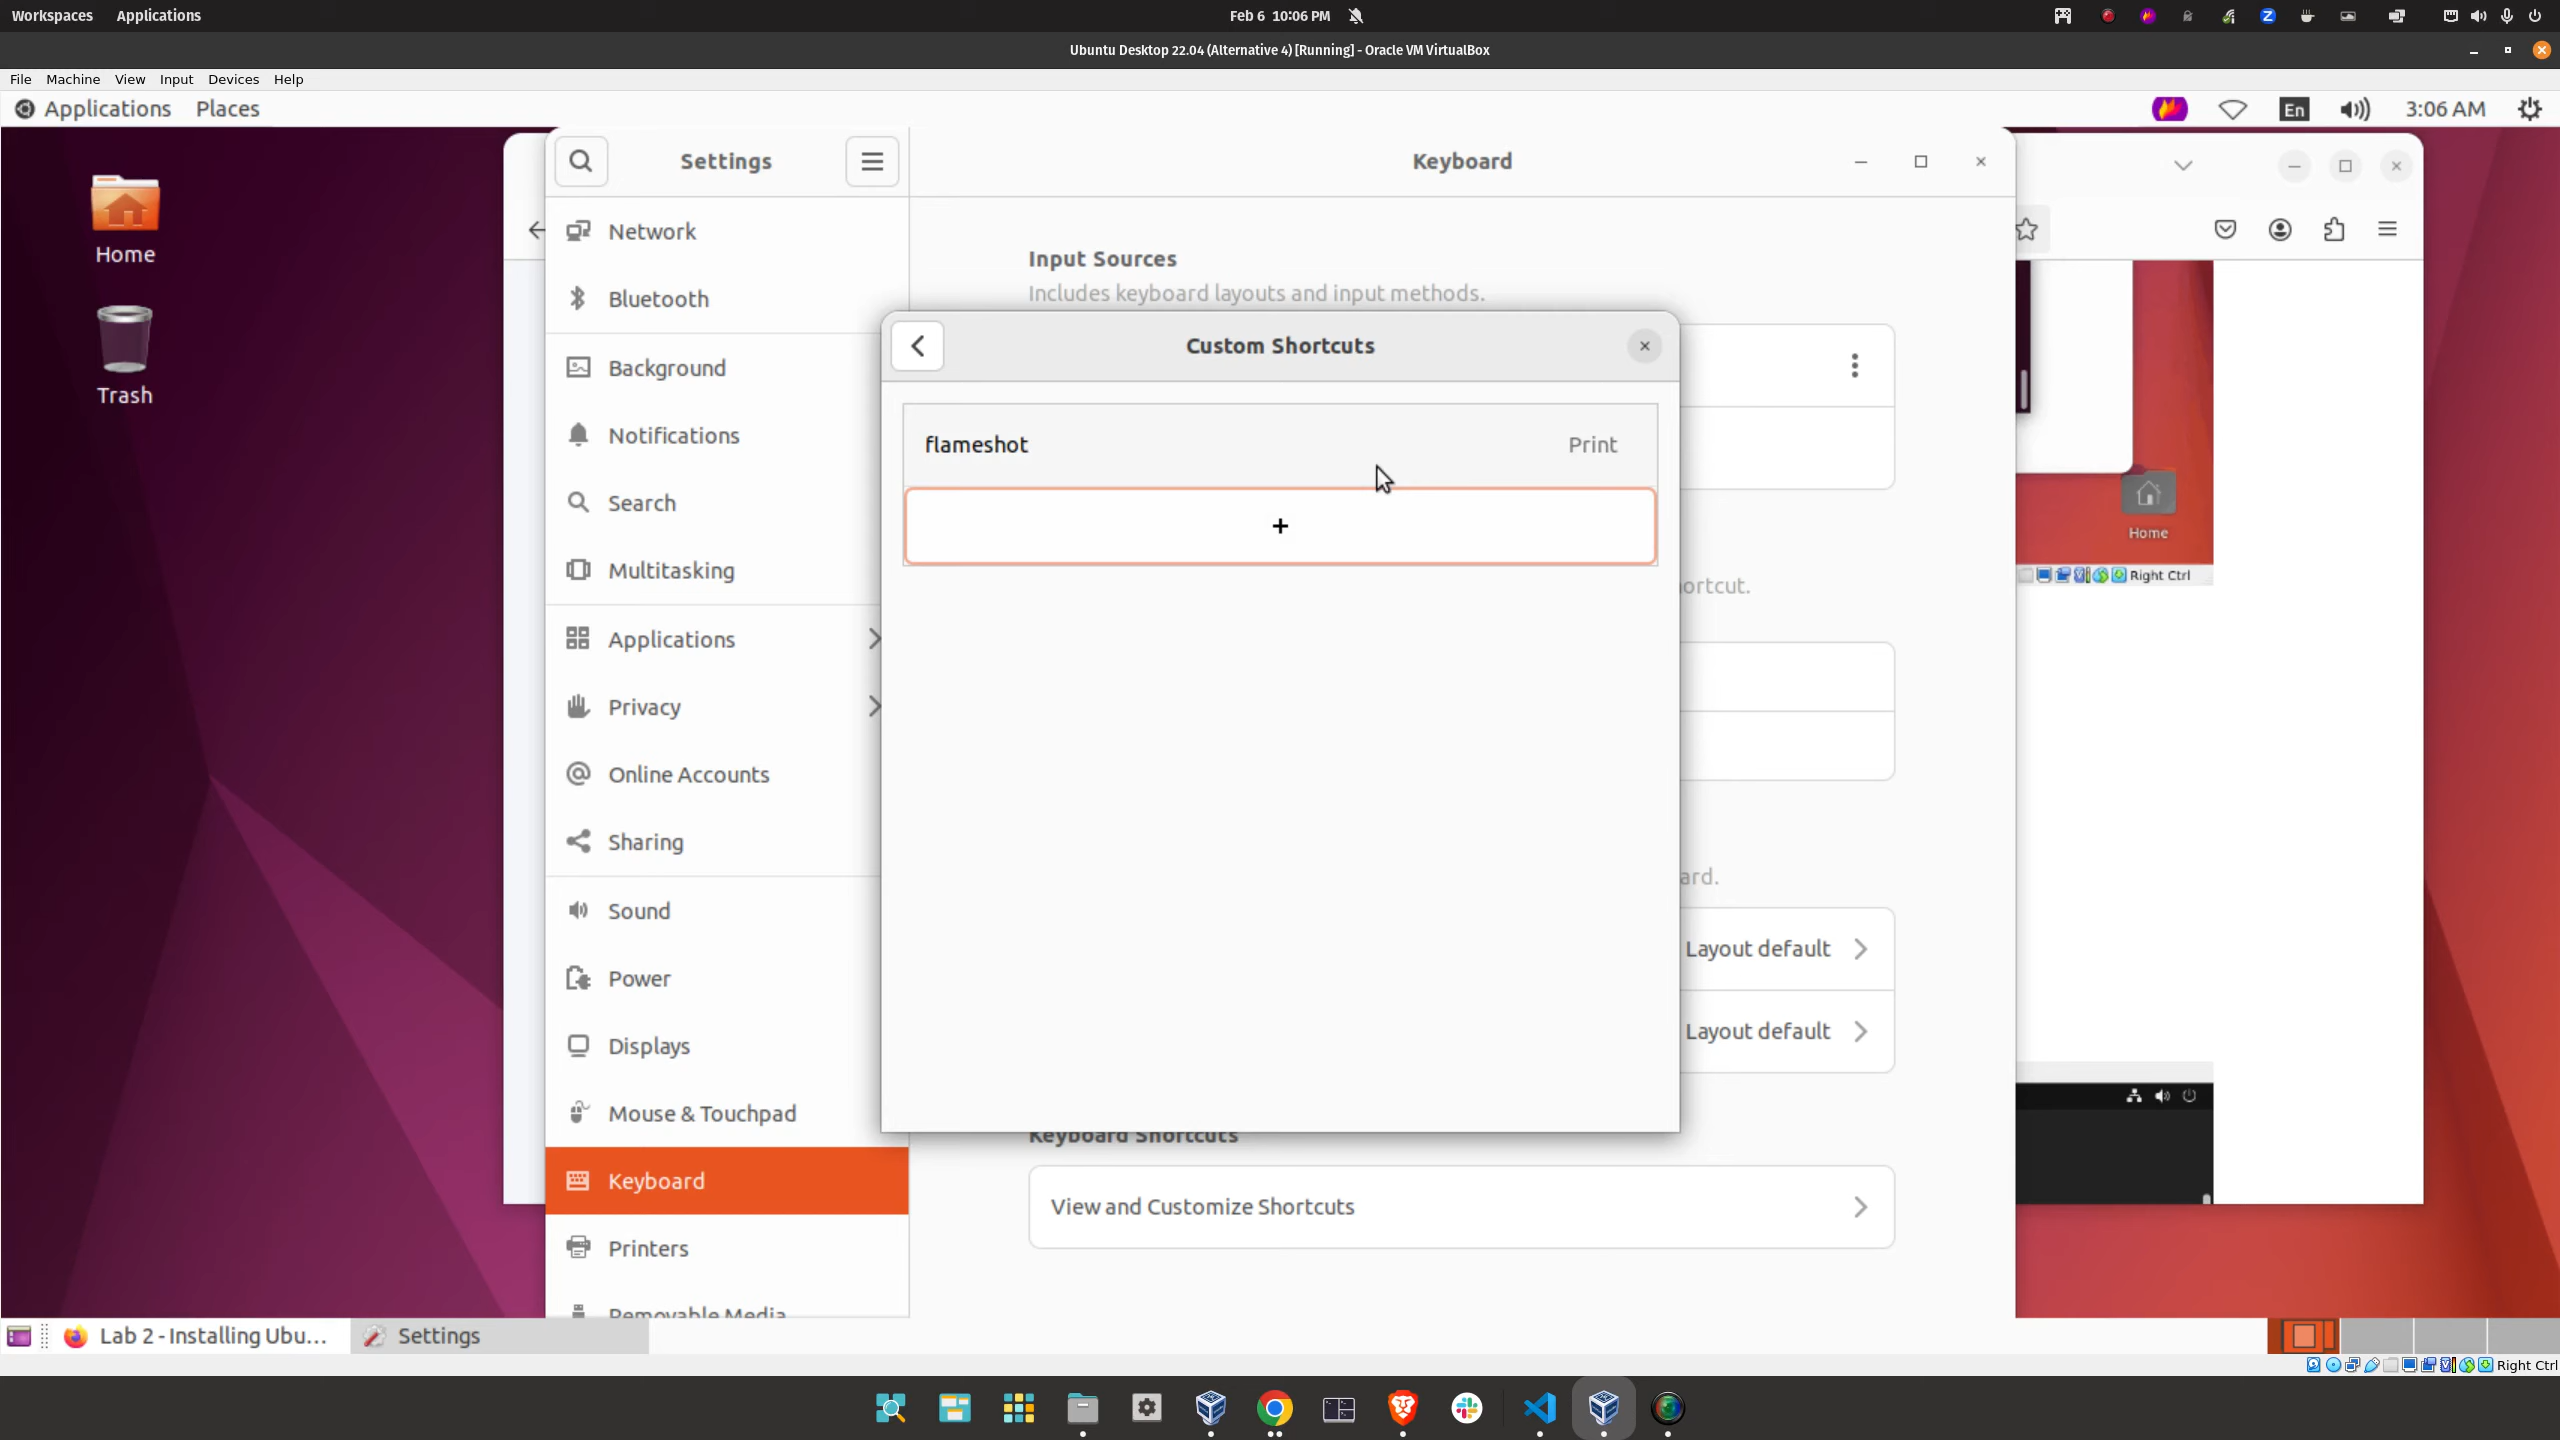 Workspaces Applications Feb 6 10:06 PM
Ubuntu Desktop 22.04 (Alternative 4) [Running] - Oracle VM VirtualBox
File Machine View Input Devices Help
Applications Places En 3:06 AM
Home
Trash
Settings
Network
Bluetooth
Background
Notifications
Search
Multitasking
Applications
Privacy
Online Accounts
Sharing
Sound
Power
Displays
Mouse & Touchpad
Keyboard
Printers
Removable Media
Keyboard
Input Sources
Includes keyboard layouts and input methods.
Custom Shortcuts
flameshot Print
+
ortcut.
ard.
Layout default
Layout default
Keyboard Shortcuts
View and Customize Shortcuts
Home
Right Ctrl
Lab 2 - Installing Ubu... Settings
Right Ctrl